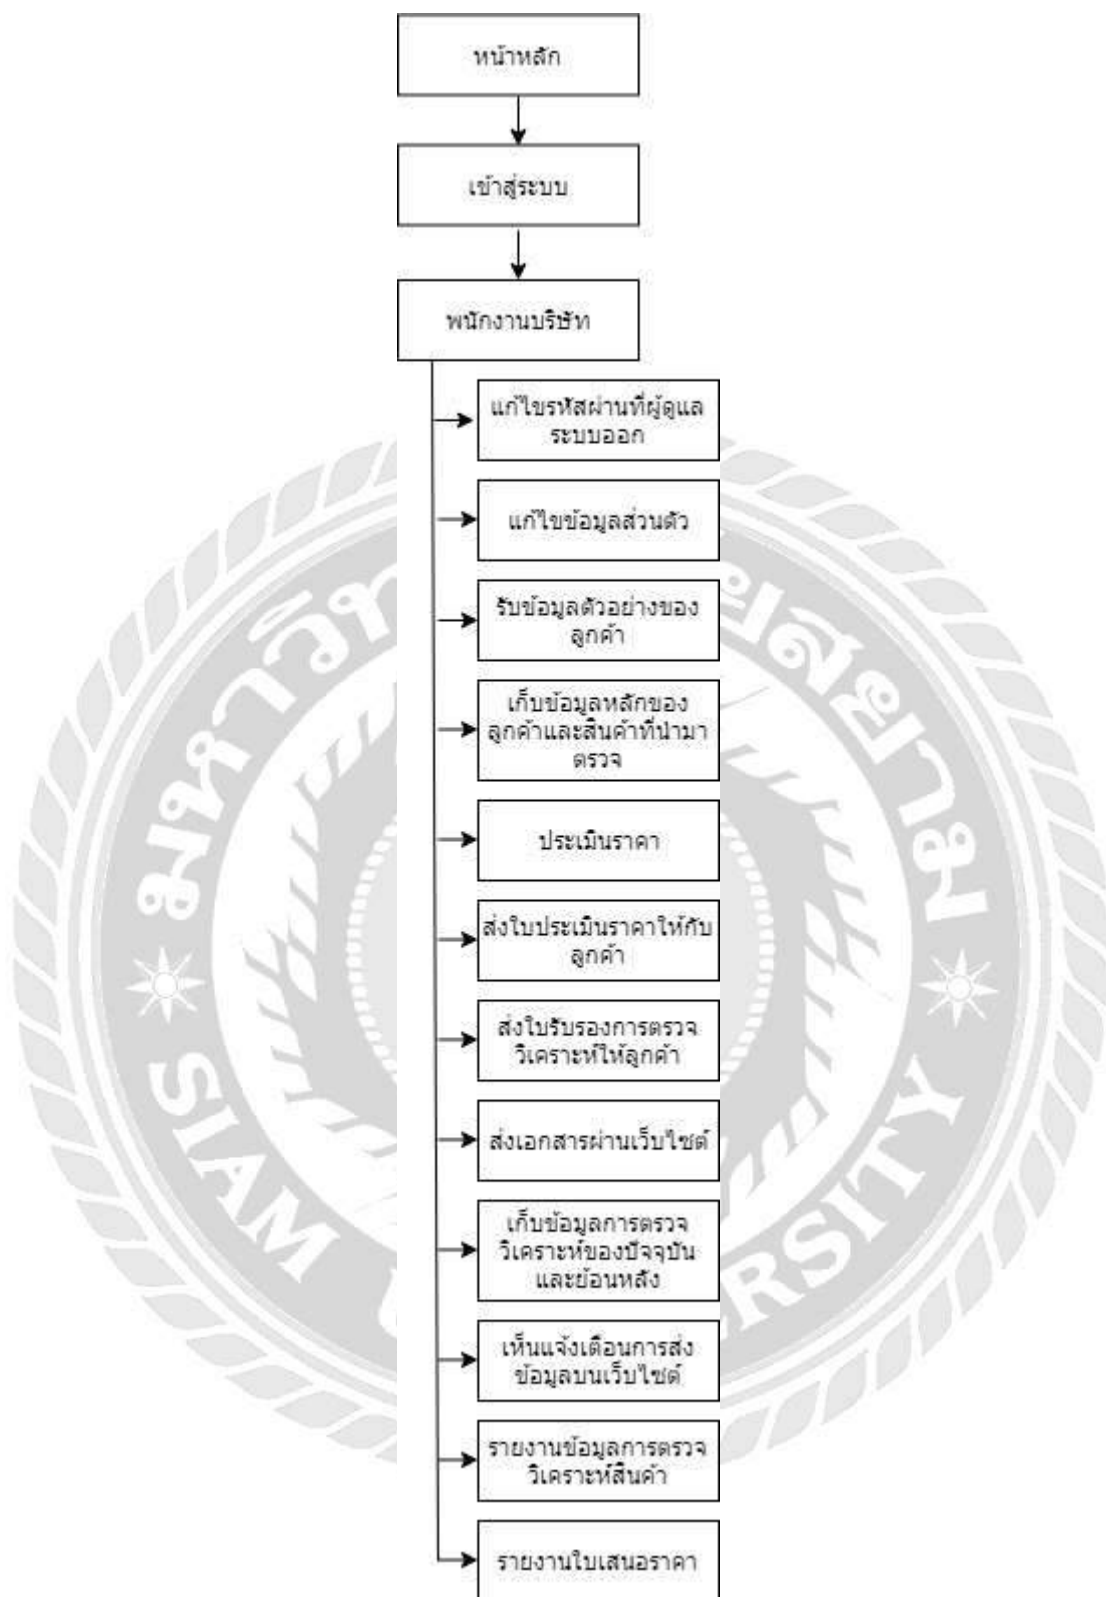 หน้าหลัก
เข้าสู่ระบบ
พนักงานบริษัท
แก้ไขรหัสผ่านที่ผู้ดูแล
ระบบออก
แก้ไขข้อมูลส่วนตัว
รับข้อมูลตัวอย่างของ
ลูกค้า
เก็บข้อมูลหลักของ
ลูกค้าและสินค้าที่นำมา
ตรวจ
ประเมินราคา
ส่งใบประเมินราคาให้กับ
ลูกค้า
ส่งใบรับรองการตรวจ
วิเคราะห์ให้ลูกค้า
ส่งเอกสารผ่านเว็บไซต์
เก็บข้อมูลการตรวจ
วิเคราะห์ของปัจจุบัน
และย้อนหลัง
เห็นแจ้งเตือนการส่ง
ข้อมูลบนเว็บไซต์
รายงานข้อมูลการตรวจ
วิเคราะห์สินค้า
รายงานใบเสนอราคา
มหาวิท ยสยาม
SIAM U ERSITY